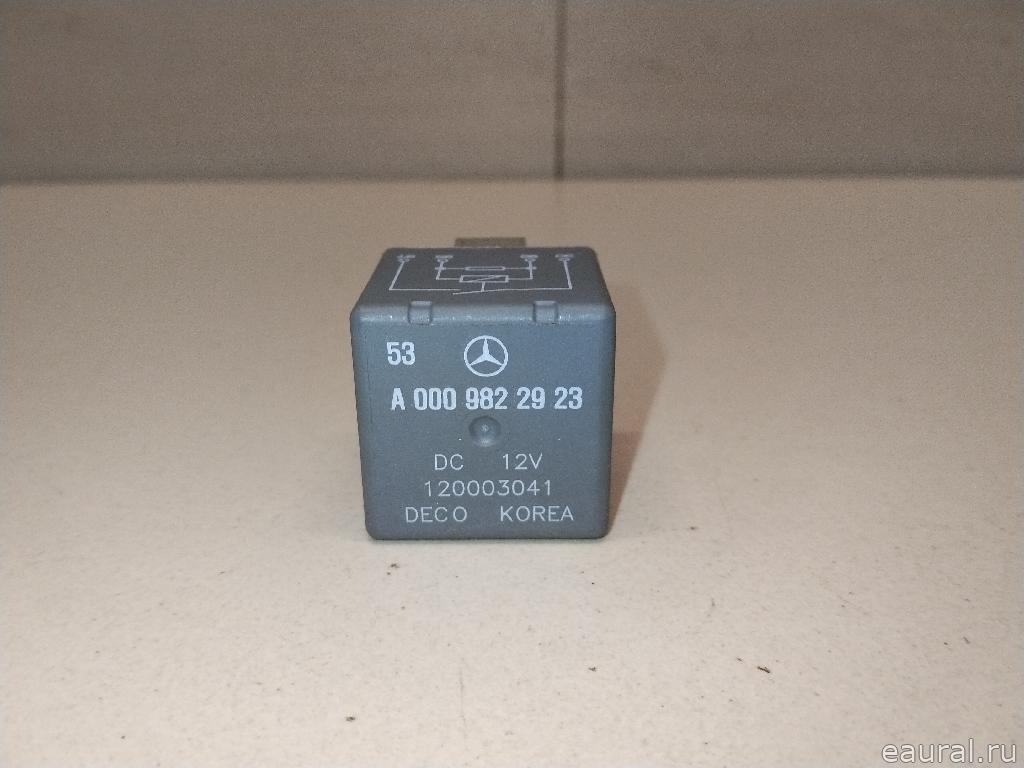 53
A 000 982 29 23
DC 12V
120003041
DECO KOREA
eaural.ru